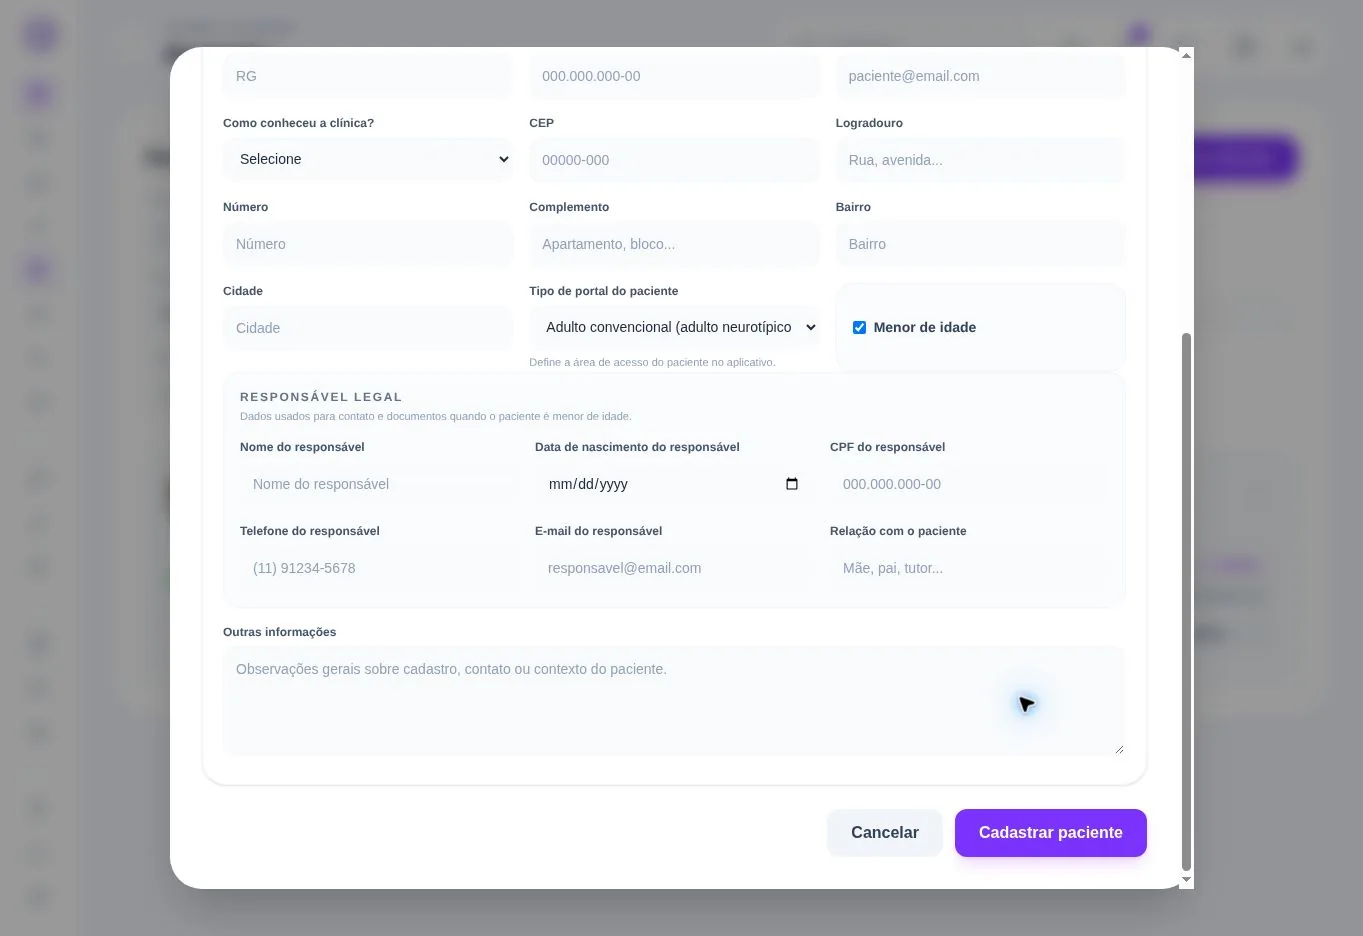 RG
000.000.000-00
paciente@email.com
Como conheceu a clínica?
CEP
Logradouro
Selecione
00000-000
Rua, avenida...
Número
Complemento
Bairro
Número
Apartamento, bloco...
Bairro
Cidade
Tipo de portal do paciente
Cidade
Adulto convencional (adulto neurotípico
Menor de idade
Define a área de acesso do paciente no aplicativo.
RESPONSÁVEL LEGAL
Dados usados para contato e documentos quando o paciente é menor de idade.
Nome do responsável
Data de nascimento do responsável
CPF do responsável
Nome do responsável
mm/dd/yyyy
000.000.000-00
Telefone do responsável
E-mail do responsável
Relação com o paciente
(11) 91234-5678
responsavel@email.com
Mãe, pai, tutor...
Outras informações
Observações gerais sobre cadastro, contato ou contexto do paciente.
Cancelar
Cadastrar paciente